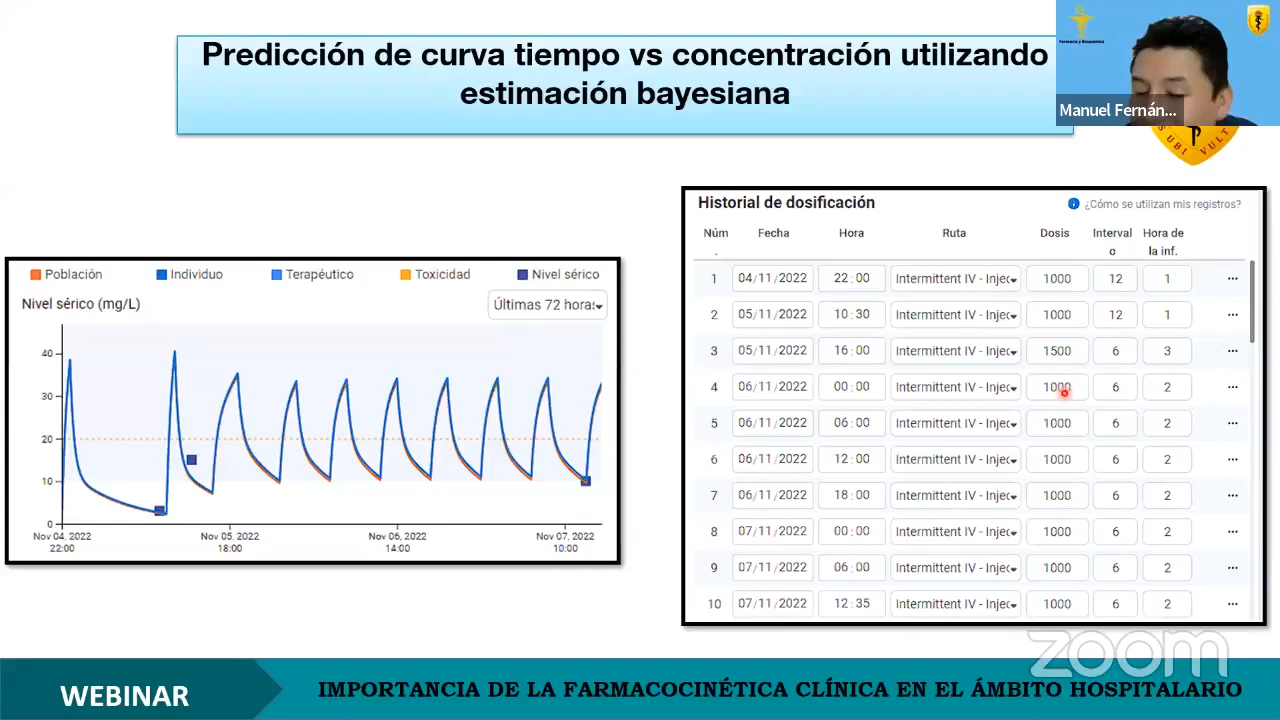 Predicción de curva tiempo vs concentración utilizando
estimación bayesiana
Farmacia y Bioquímica
Manuel Fernán...
S UBI VULT
Población
Individuo
Terapéutico
Toxicidad
Nivel sérico
Nivel sérico (mg/L)
Últimas 72 horas
40
30
20
10
0
Nov 04, 2022
22:00
Nov 05, 2022
18:00
Nov 06, 2022
14:00
Nov 07, 2022
10:00
Historial de dosificación
¿Cómo se utilizan mis registros?
Núm Fecha Hora Ruta Dosis Interval Hora de
. o la inf.
1 04/11/2022 22:00 Intermittent IV - Injec 1000 12 1 ...
2 05/11/2022 10:30 Intermittent IV - Injec 1000 12 1 ...
3 05/11/2022 16:00 Intermittent IV - Injec 1500 6 3 ...
4 06/11/2022 00:00 Intermittent IV - Injec 1000 6 2 ...
5 06/11/2022 06:00 Intermittent IV - Injec 1000 6 2 ...
6 06/11/2022 12:00 Intermittent IV - Injec 1000 6 2 ...
7 06/11/2022 18:00 Intermittent IV - Injec 1000 6 2 ...
8 07/11/2022 00:00 Intermittent IV - Injec 1000 6 2 ...
9 07/11/2022 06:00 Intermittent IV - Injec 1000 6 2 ...
10 07/11/2022 12:35 Intermittent IV - Injec 1000 6 2 ...
zoom
WEBINAR
IMPORTANCIA DE LA FARMACOCINÉTICA CLÍNICA EN EL ÁMBITO HOSPITALARIO